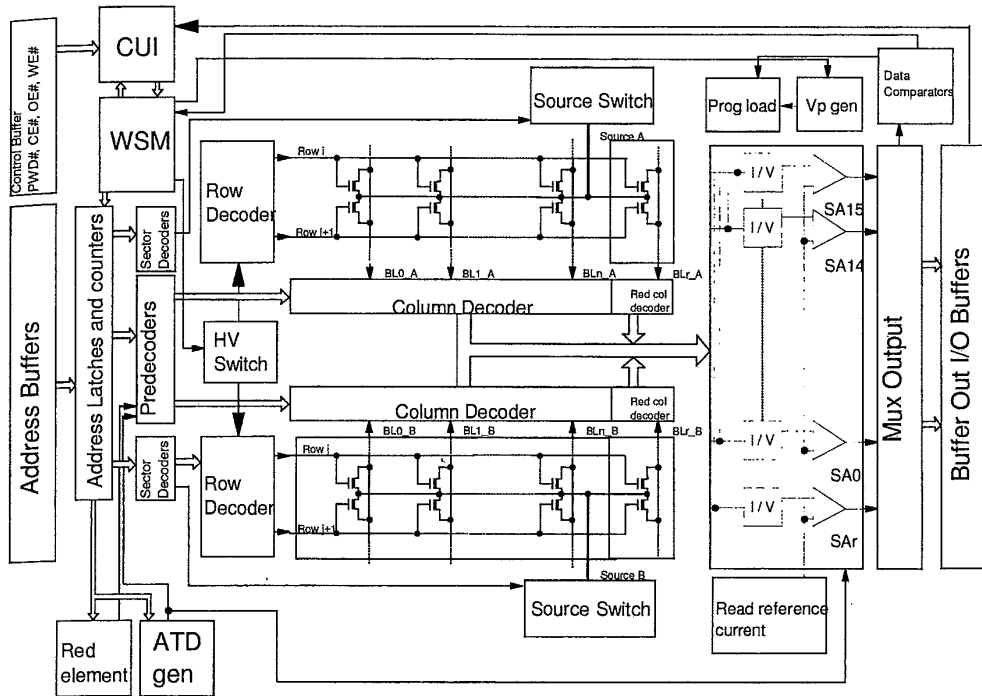 Control Buffer
PWD#, CE#, OE#, WE#
CUI
WSM
Source Switch
Prog load
Vp gen
Data
Comparators
Source A
Row i
Row
Decoder
Row i+1
I / V
SA15
I / V
SA14
Address Buffers
Address Latches and counters
Sector
Decoders
Predecoders
BL0_A
BL1_A
BLn_A
BLr_A
Column Decoder
Red col
decoder
HV
Switch
Column Decoder
Red col
decoder
BL0_B
BL1_B
BLn_B
BLr_B
Sector
Decoders
Row i
Row
Decoder
Row i+1
I / V
SA0
I / V
SAr
Mux Output
Buffer Out I/O Buffers
Source B
Source Switch
Read reference
current
Red
element
ATD
gen